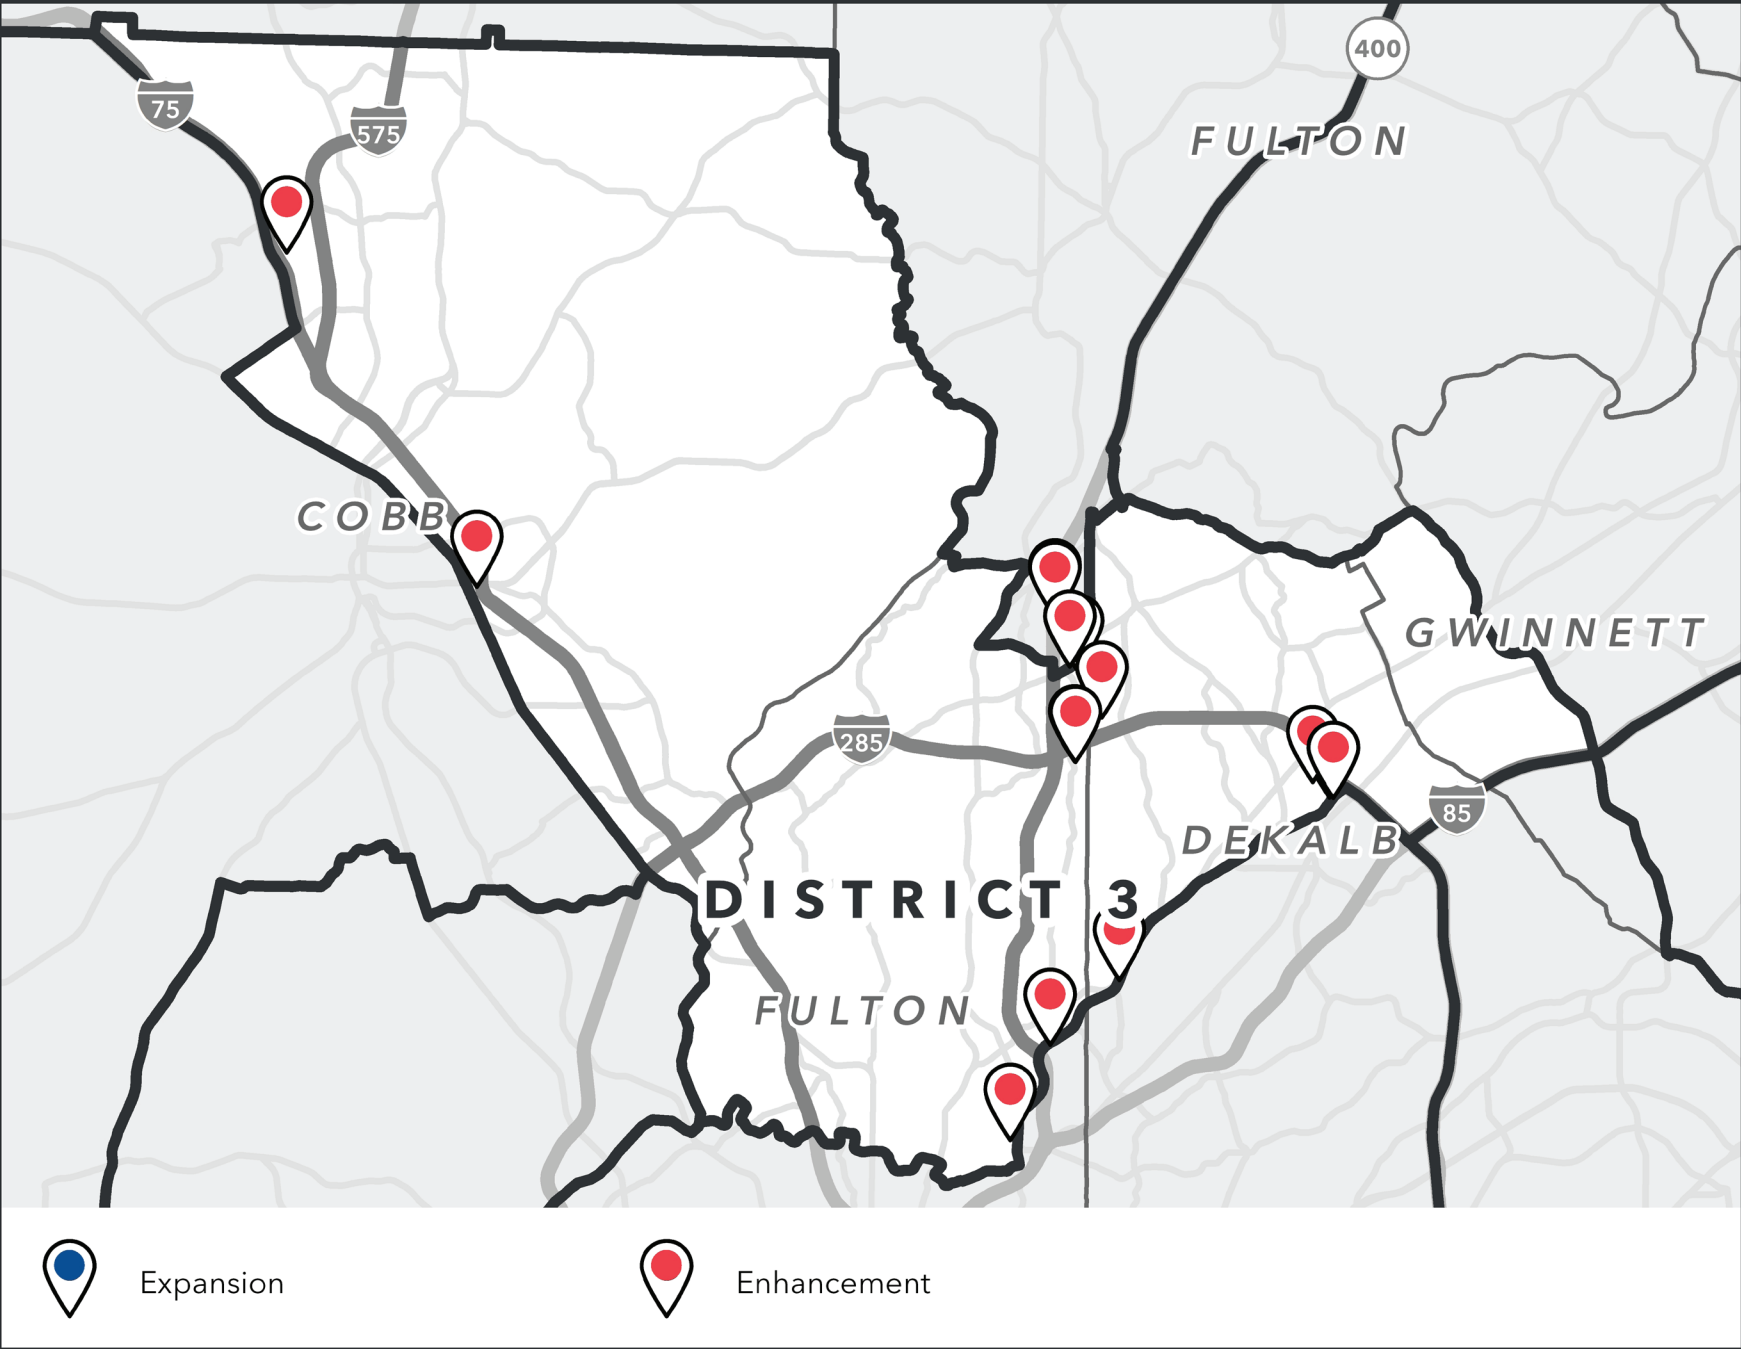 400
75
575
FULTON
COBB
GWINNETT
285
85
DEKALB
DISTRICT 3
FULTON
Expansion
Enhancement